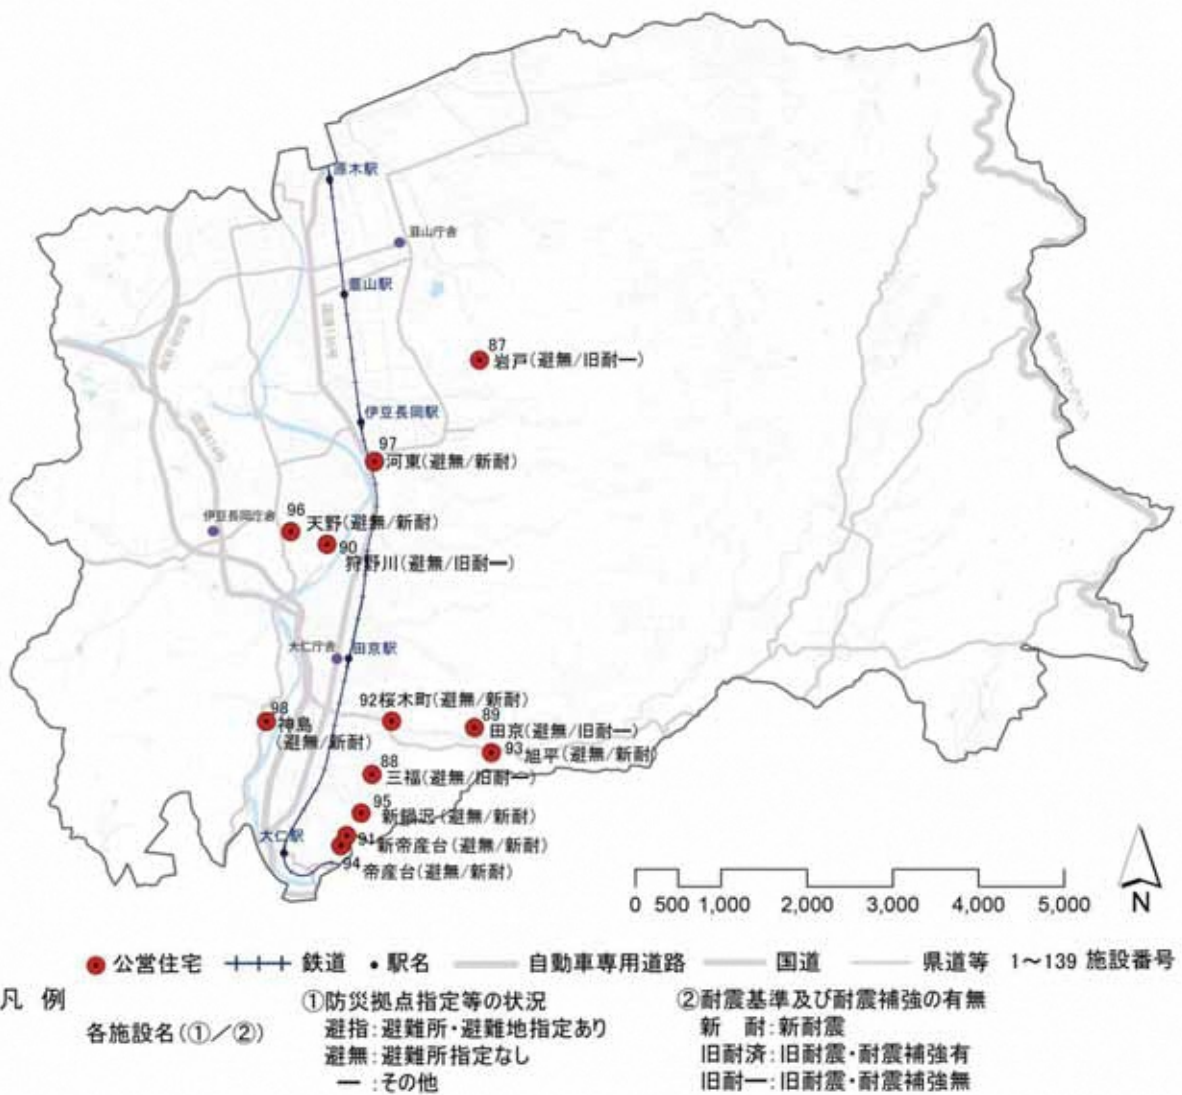 原木駅
韮山庁舎
韮山駅
87
岩戸(避無/旧耐ー)
伊豆長岡駅
97
河東(避無/新耐)
伊豆長岡庁舎
96
天野(避無/新耐)
90
狩野川(避無/旧耐ー)
大仁庁舎
田京駅
92桜木町(避無/新耐)
98
神島
(避無/新耐)
89
田京(避無/旧耐ー)
93
旭平(避無/新耐)
88
三福(避無/旧耐ー)
95
新鍋沢(避無/新耐)
大仁駅
91
新帝産台(避無/新耐)
94
帝産台(避無/新耐)
0 500 1,000 2,000 3,000 4,000 5,000
N
公営住宅 鉄道 駅名 自動車専用道路 国道 県道等 1~139 施設番号
凡 例
各施設名(①/②)
①防災拠点指定等の状況
避指:避難所・避難地指定あり
避無:避難所指定なし
ー:その他
②耐震基準及び耐震補強の有無
新 耐:新耐震
旧耐済:旧耐震・耐震補強有
旧耐ー:旧耐震・耐震補強無